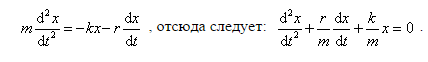 m d²x/dt² = −kx − r dx/dt , отсюда следует: d²x/dt² + r/m dx/dt + k/m x = 0 .